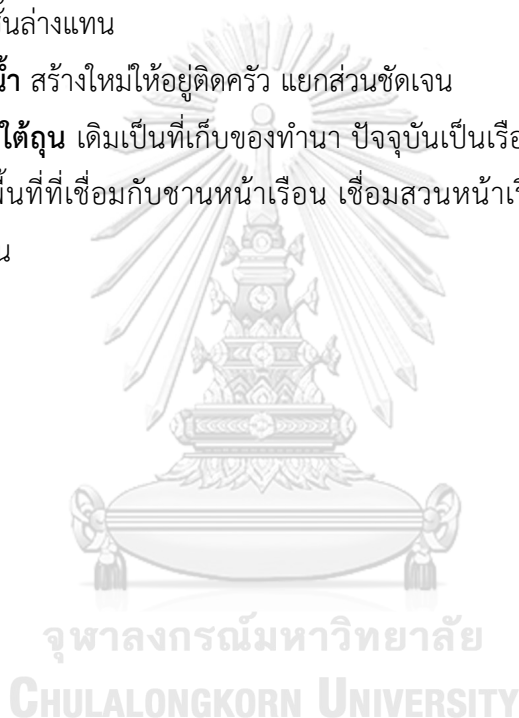 ชั้นล่างแทน
น้ำ สร้างใหม่ให้อยู่ติดครัว แยกส่วนชัดเจน
ใต้ถุน เดิมเป็นที่เก็บของทำนา ปัจจุบันเป็นเรือ
พื้นที่ที่เชื่อมกับชานหน้าเรือน เชื่อมสวนหน้าเรื
น
จุฬาลงกรณ์มหาวิทยาลัย
CHULALONGKORN UNIVERSITY